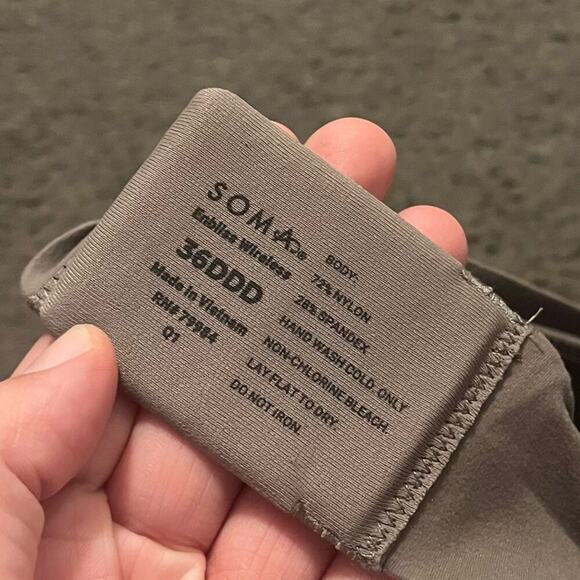 SOMA®
Enbliss Wireless
36DDD
Made in Vietnam
RN# 79984
Q1
BODY:
72% NYLON
28% SPANDEX
HAND WASH COLD. ONLY
NON-CHLORINE BLEACH.
LAY FLAT TO DRY.
DO NOT IRON.